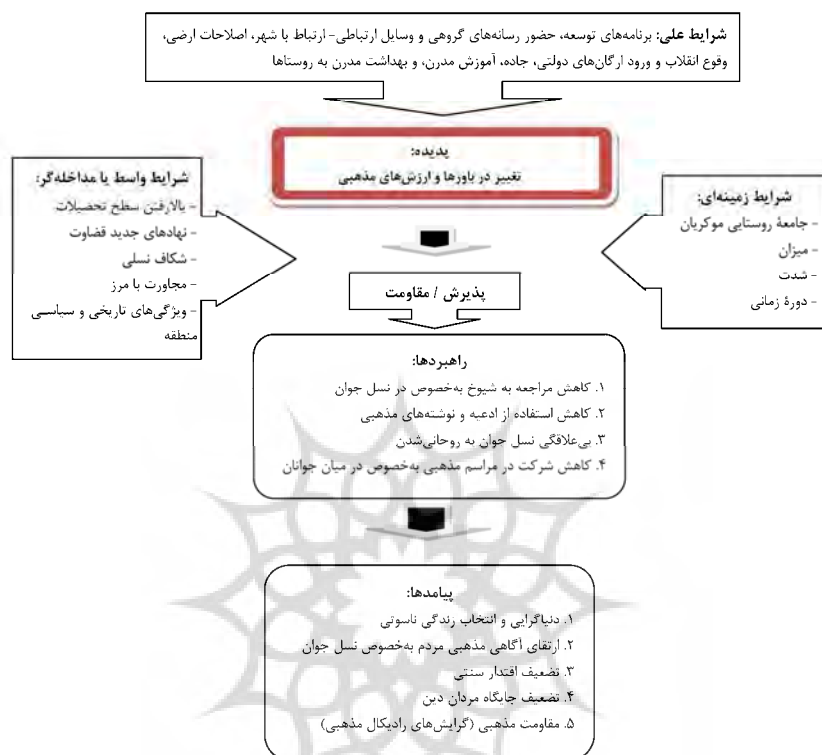 شرایط علی: برنامه‌های توسعه، حضور رسانه‌های گروهی و وسایل ارتباطی- ارتباط با شهر، اصلاحات ارضی،
وقوع انقلاب و ورود ارگان‌های دولتی، جاده، آموزش مدرن، و بهداشت مدرن به روستاها
پدیده:
تغییر در باورها و ارزش‌های مذهبی
شرایط زمینه‌ای:
- جامعهٔ روستایی موکریان
- میزان
- شدت
- دورهٔ زمانی
شرایط واسط یا مداخله‌گر:
- بالارفتن سطح تحصیلات
- نهادهای جدید قضاوت
- شکاف نسلی
- مجاورت با مرز
- ویژگی‌های تاریخی و سیاسی
منطقه
پذیرش / مقاومت
راهبردها:
۱. کاهش مراجعه به شیوخ به‌خصوص در نسل جوان
۲. کاهش استفاده از ادعیه و نوشته‌های مذهبی
۳. بی‌علاقگی نسل جوان به روحانی‌شدن
۴. کاهش شرکت در مراسم مذهبی به‌خصوص در میان جوانان
پیامدها:
۱. دنیاگرایی و انتخاب زندگی ناسوتی
۲. ارتقای آگاهی مذهبی مردم به‌خصوص نسل جوان
۳. تضعیف اقتدار سنتی
۴. تضعیف جایگاه مردان دین
۵. مقاومت مذهبی (گرایش‌های رادیکال مذهبی)